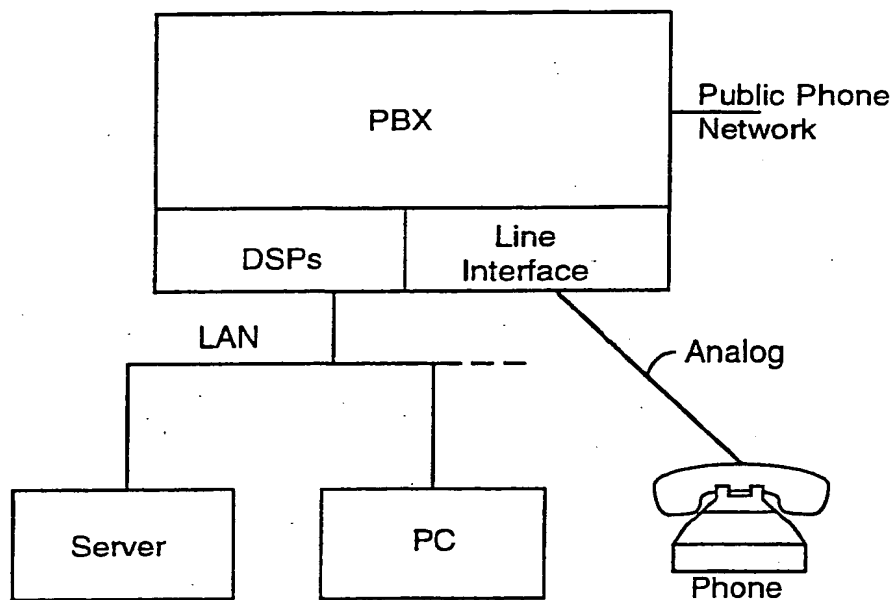 PBX
Public Phone
Network
DSPs
Line
Interface
LAN
Analog
Server
PC
Phone